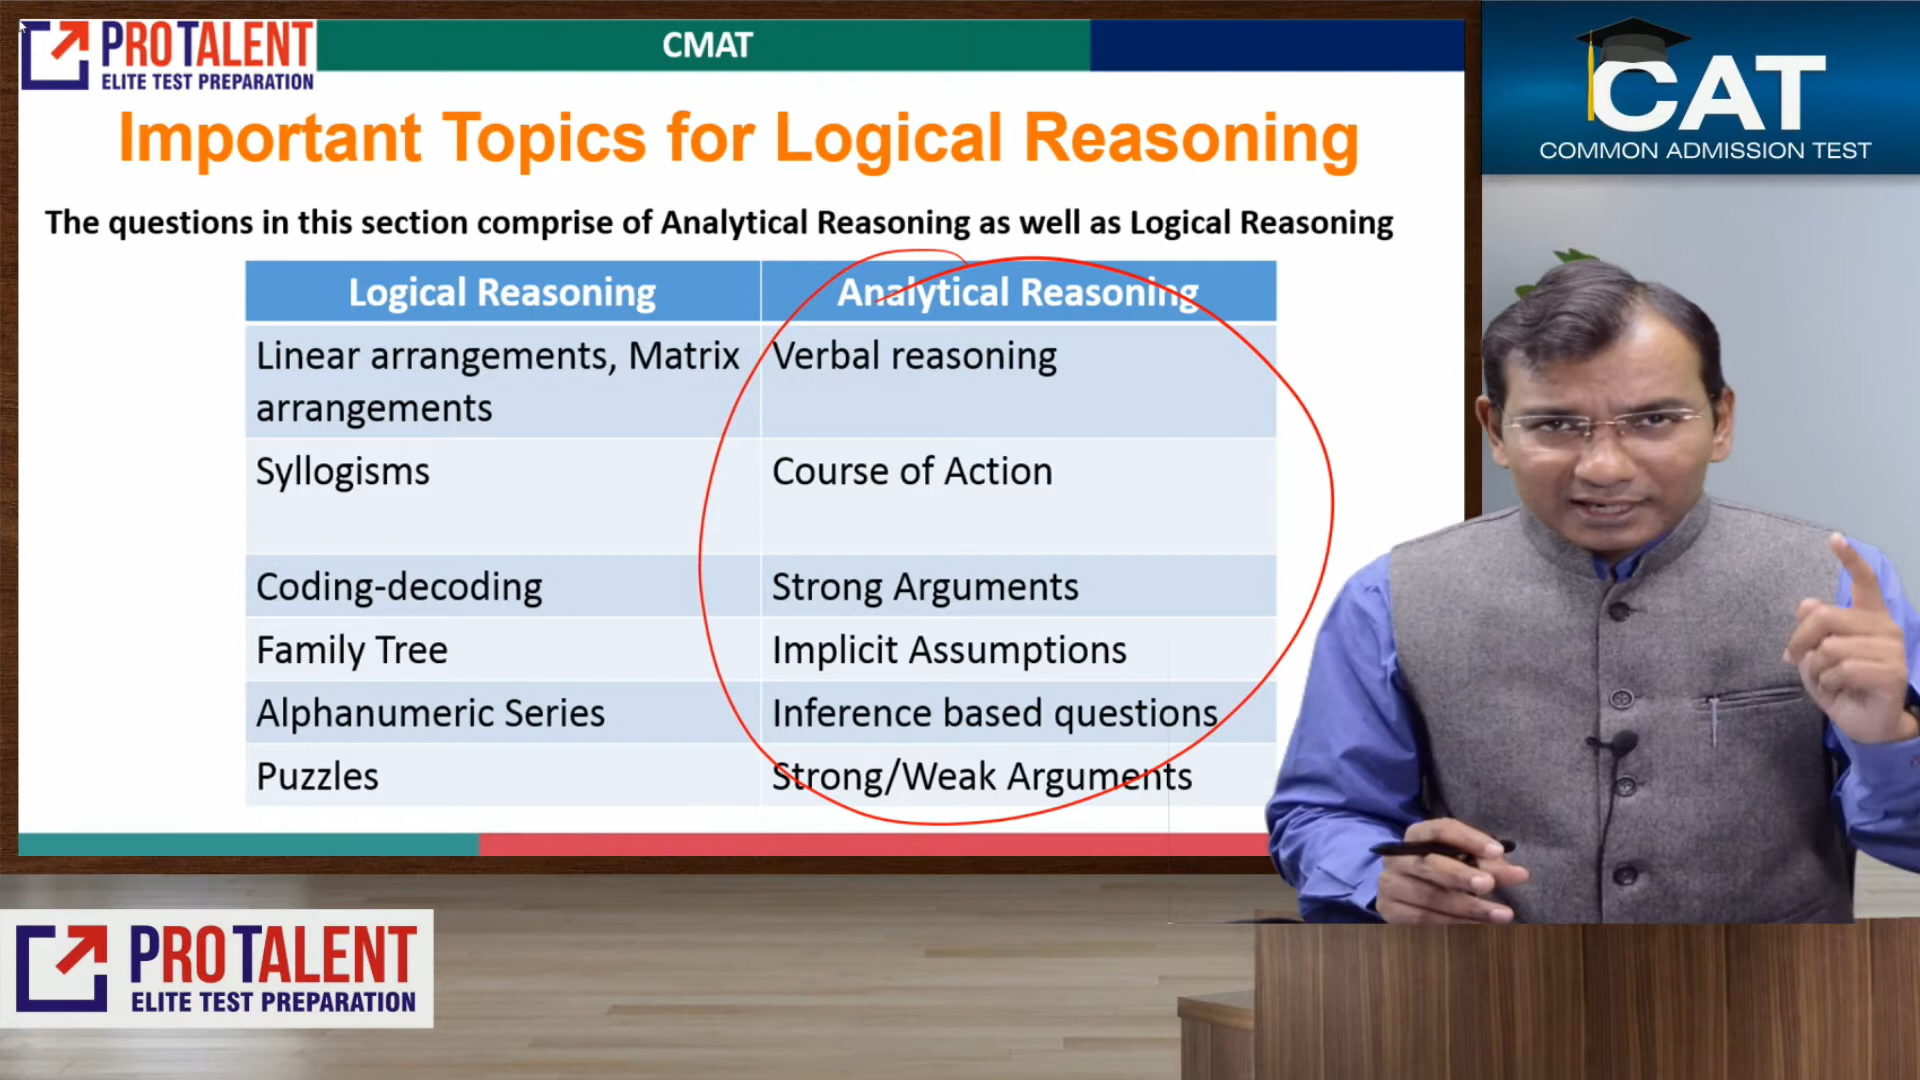 PROTALENT
ELITE TEST PREPARATION
CMAT
CAT
COMMON ADMISSION TEST
Important Topics for Logical Reasoning
The questions in this section comprise of Analytical Reasoning as well as Logical Reasoning
Logical Reasoning
Analytical Reasoning
Linear arrangements, Matrix
arrangements
Verbal reasoning
Syllogisms
Course of Action
Coding-decoding
Strong Arguments
Family Tree
Implicit Assumptions
Alphanumeric Series
Inference based questions
Puzzles
Strong/Weak Arguments
PROTALENT
ELITE TEST PREPARATION